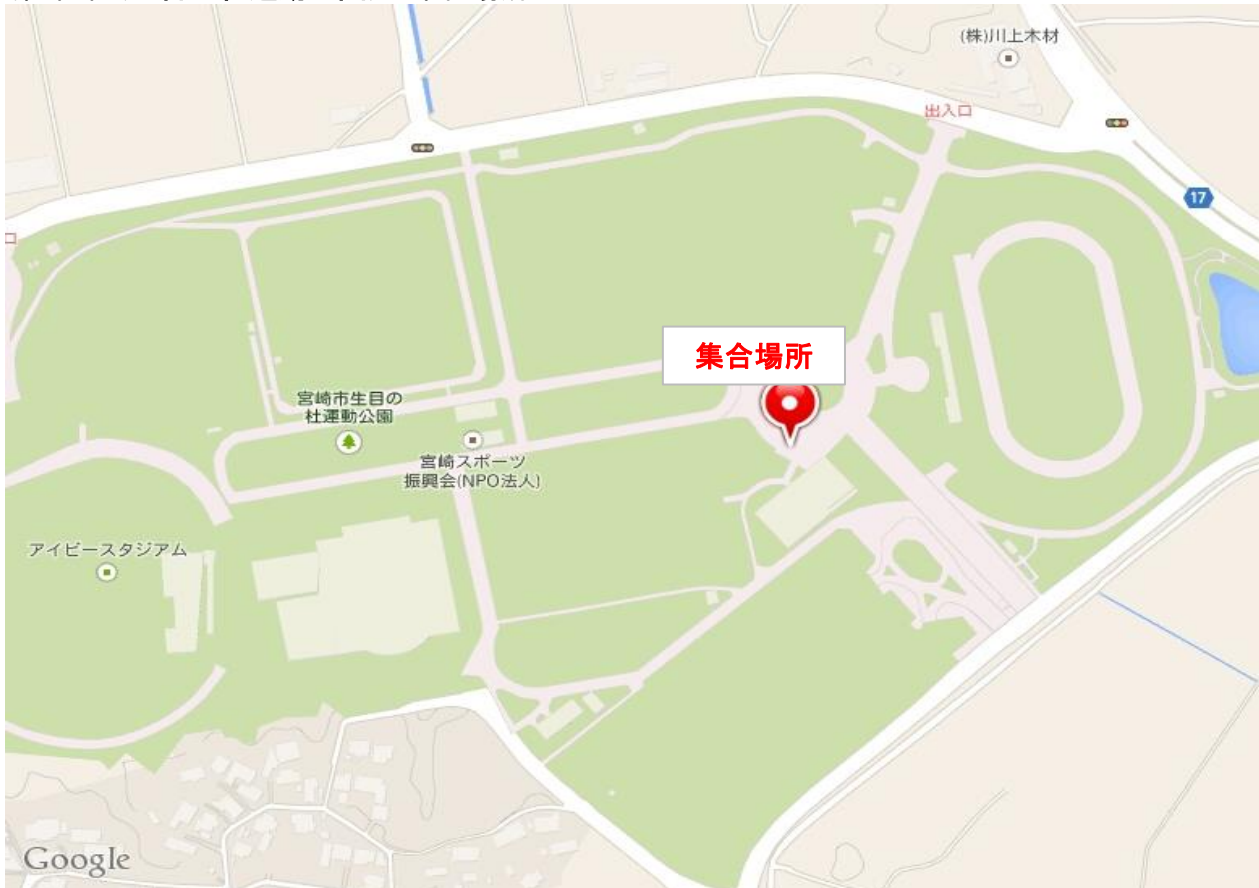 (株)川上木材
出入口
17
口
集合場所
宮崎市生目の
杜運動公園
宮崎スポーツ
振興会(NPO法人)
アイビースタジアム
Google